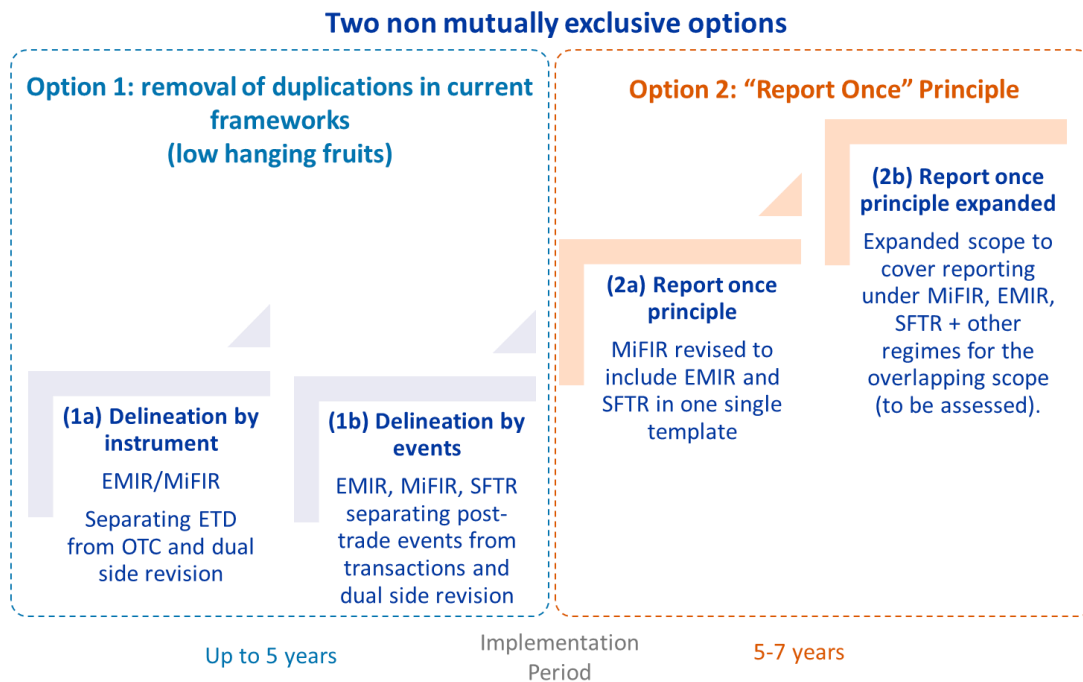 Two non mutually exclusive options
Option 1: removal of duplications in current
frameworks
(low hanging fruits)
(1a) Delineation by
instrument
EMIR/MiFIR
Separating ETD
from OTC and dual
side revision
(1b) Delineation by
events
EMIR, MiFIR, SFTR
separating post-
trade events from
transactions and
dual side revision
Option 2: “Report Once” Principle
(2a) Report once
principle
MiFIR revised to
include EMIR and
SFTR in one single
template
(2b) Report once
principle expanded
Expanded scope to
cover reporting
under MiFIR, EMIR,
SFTR + other
regimes for the
overlapping scope
(to be assessed).
Up to 5 years
Implementation
Period
5-7 years